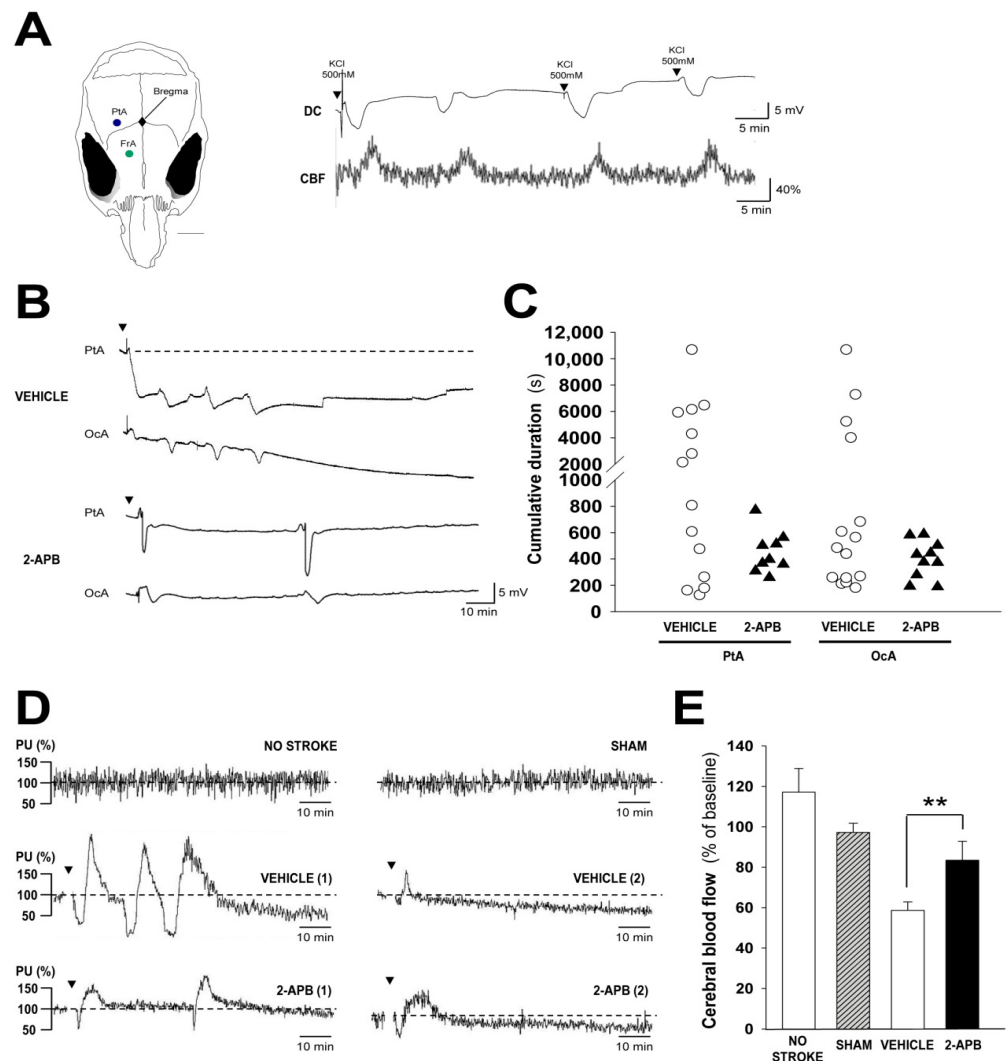 A
Bregma
PtA
FrA
KCl
500mM
KCl
500mM
KCl
500mM
DC
5 mV
5 min
CBF
40%
5 min
B
PtA
VEHICLE
OcA
PtA
2-APB
OcA
5 mV
10 min
C
Cumulative duration (s)
12,000
10,000
8000
6000
4000
2000
1000
800
600
400
200
0
VEHICLE 2-APB VEHICLE 2-APB
PtA OcA
D
PU (%)
150
100
50
NO STROKE
10 min
SHAM
10 min
PU (%)
150
100
50
VEHICLE (1)
10 min
VEHICLE (2)
10 min
PU (%)
150
100
50
2-APB (1)
10 min
2-APB (2)
10 min
E
Cerebral blood flow (% of baseline)
140
120
100
80
60
40
20
0
**
NO
STROKE
SHAM VEHICLE 2-APB